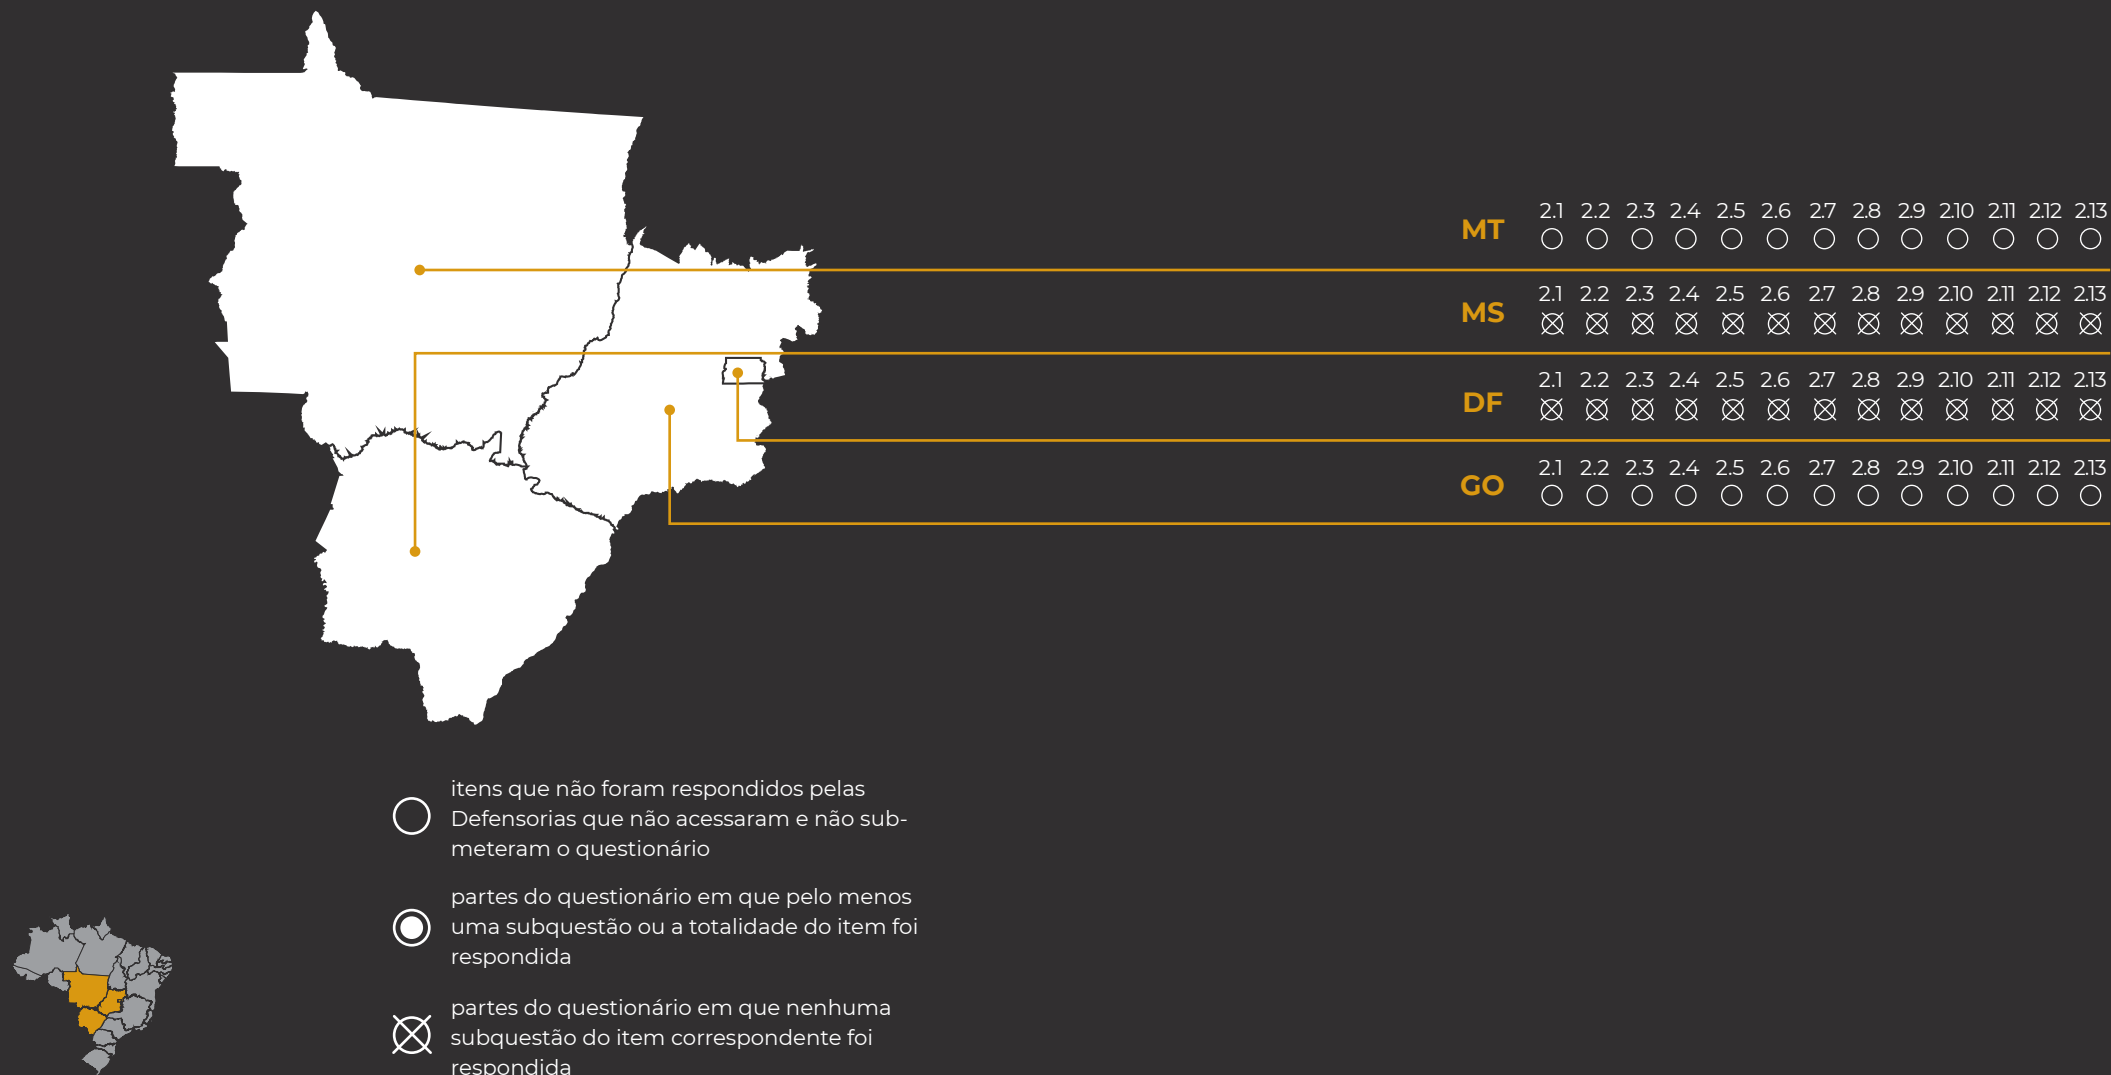 2.1 2.2 2.3 2.4 2.5 2.6 2.7 2.8 2.9 2.10 2.11 2.12 2.13
MT
2.1 2.2 2.3 2.4 2.5 2.6 2.7 2.8 2.9 2.10 2.11 2.12 2.13
MS
2.1 2.2 2.3 2.4 2.5 2.6 2.7 2.8 2.9 2.10 2.11 2.12 2.13
DF
2.1 2.2 2.3 2.4 2.5 2.6 2.7 2.8 2.9 2.10 2.11 2.12 2.13
GO
itens que não foram respondidos pelas
Defensorias que não acessaram e não sub-
meteram o questionário
partes do questionário em que pelo menos
uma subquestão ou a totalidade do item foi
respondida
partes do questionário em que nenhuma
subquestão do item correspondente foi
respondida